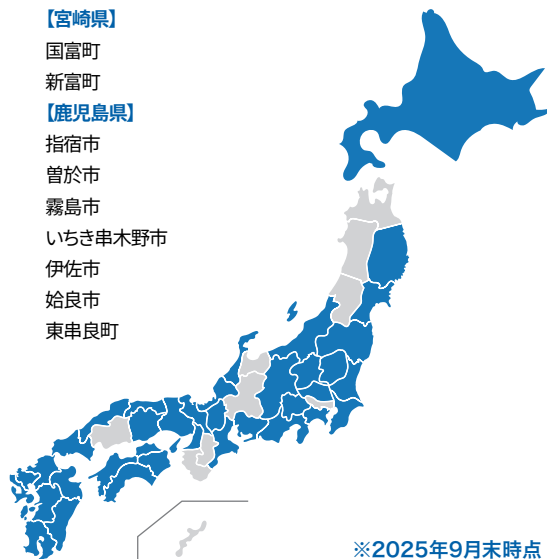 【宮崎県】
国富町
新富町
【鹿児島県】
指宿市
曽於市
霧島市
いちき串木野市
伊佐市
姶良市
東串良町
※2025年9月末時点